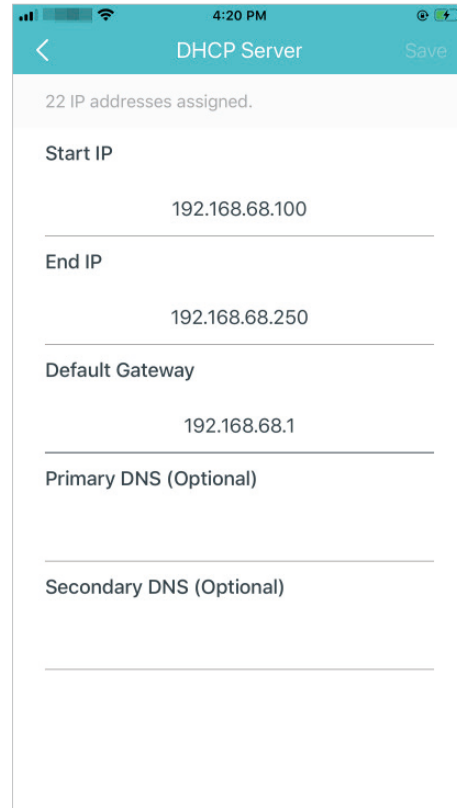 4:20 PM
DHCP Server
Save
22 IP addresses assigned.
Start IP
192.168.68.100
End IP
192.168.68.250
Default Gateway
192.168.68.1
Primary DNS (Optional)
Secondary DNS (Optional)